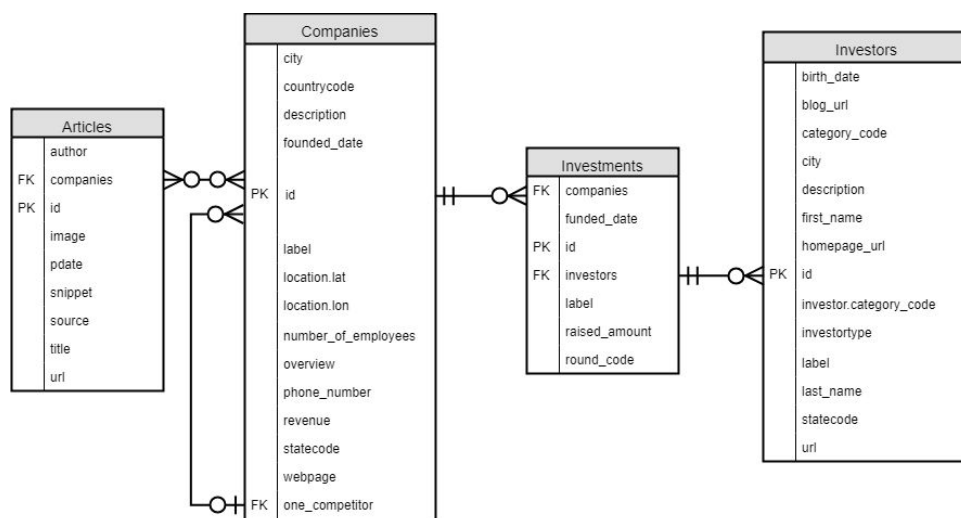 Companies
city
countrycode
description
founded_date
PK id
label
location.lat
location.lon
number_of_employees
overview
phone_number
revenue
statecode
webpage
FK one_competitor
Articles
author
FK companies
PK id
image
pdate
snippet
source
title
url
Investments
FK companies
funded_date
PK id
FK investors
label
raised_amount
round_code
Investors
birth_date
blog_url
category_code
city
description
first_name
homepage_url
PK id
investor.category_code
investortype
label
last_name
statecode
url